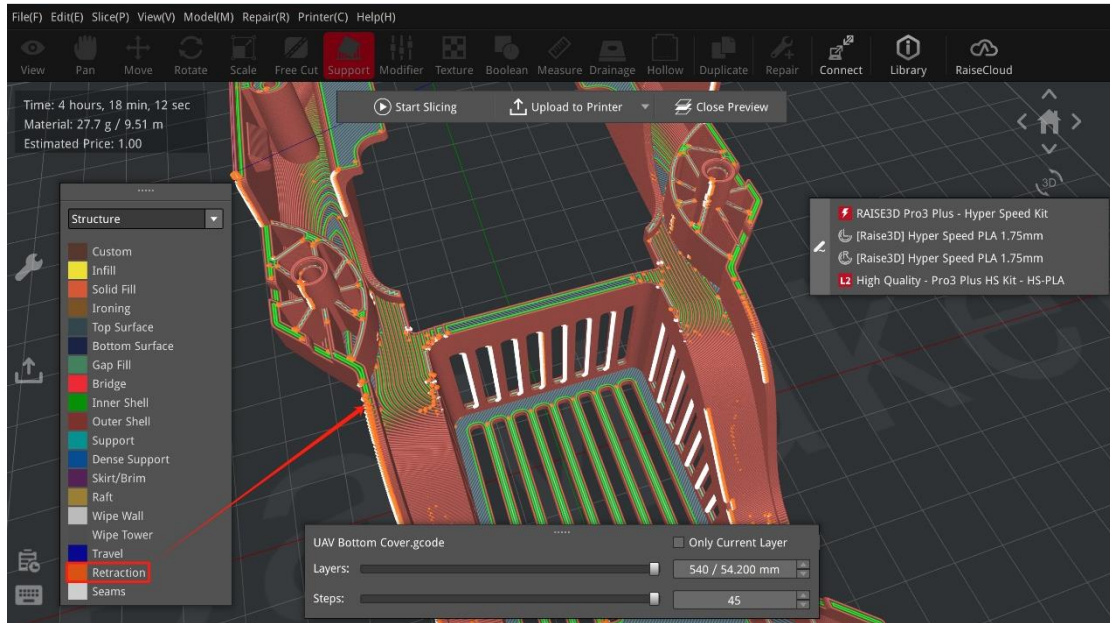 File(F) Edit(E) Slice(P) View(V) Model(M) Repair(R) Printer(C) Help(H)
View Pan Move Rotate Scale Free Cut Support Modifier Texture Boolean Measure Drainage Hollow Duplicate Repair Connect Library RaiseCloud
Time: 4 hours, 18 min, 12 sec
Material: 27.7 g / 9.51 m
Estimated Price: 1.00
Start Slicing Upload to Printer Close Preview
3D
RAISE3D Pro3 Plus - Hyper Speed Kit
[Raise3D] Hyper Speed PLA 1.75mm
[Raise3D] Hyper Speed PLA 1.75mm
L2 High Quality - Pro3 Plus HS Kit - HS-PLA
Structure
Custom
Infill
Solid Fill
Ironing
Top Surface
Bottom Surface
Gap Fill
Bridge
Inner Shell
Outer Shell
Support
Dense Support
Skirt/Brim
Raft
Wipe Wall
Wipe Tower
Travel
Retraction
Seams
UAV Bottom Cover.gcode Only Current Layer
Layers: 540 / 54.200 mm
Steps: 45